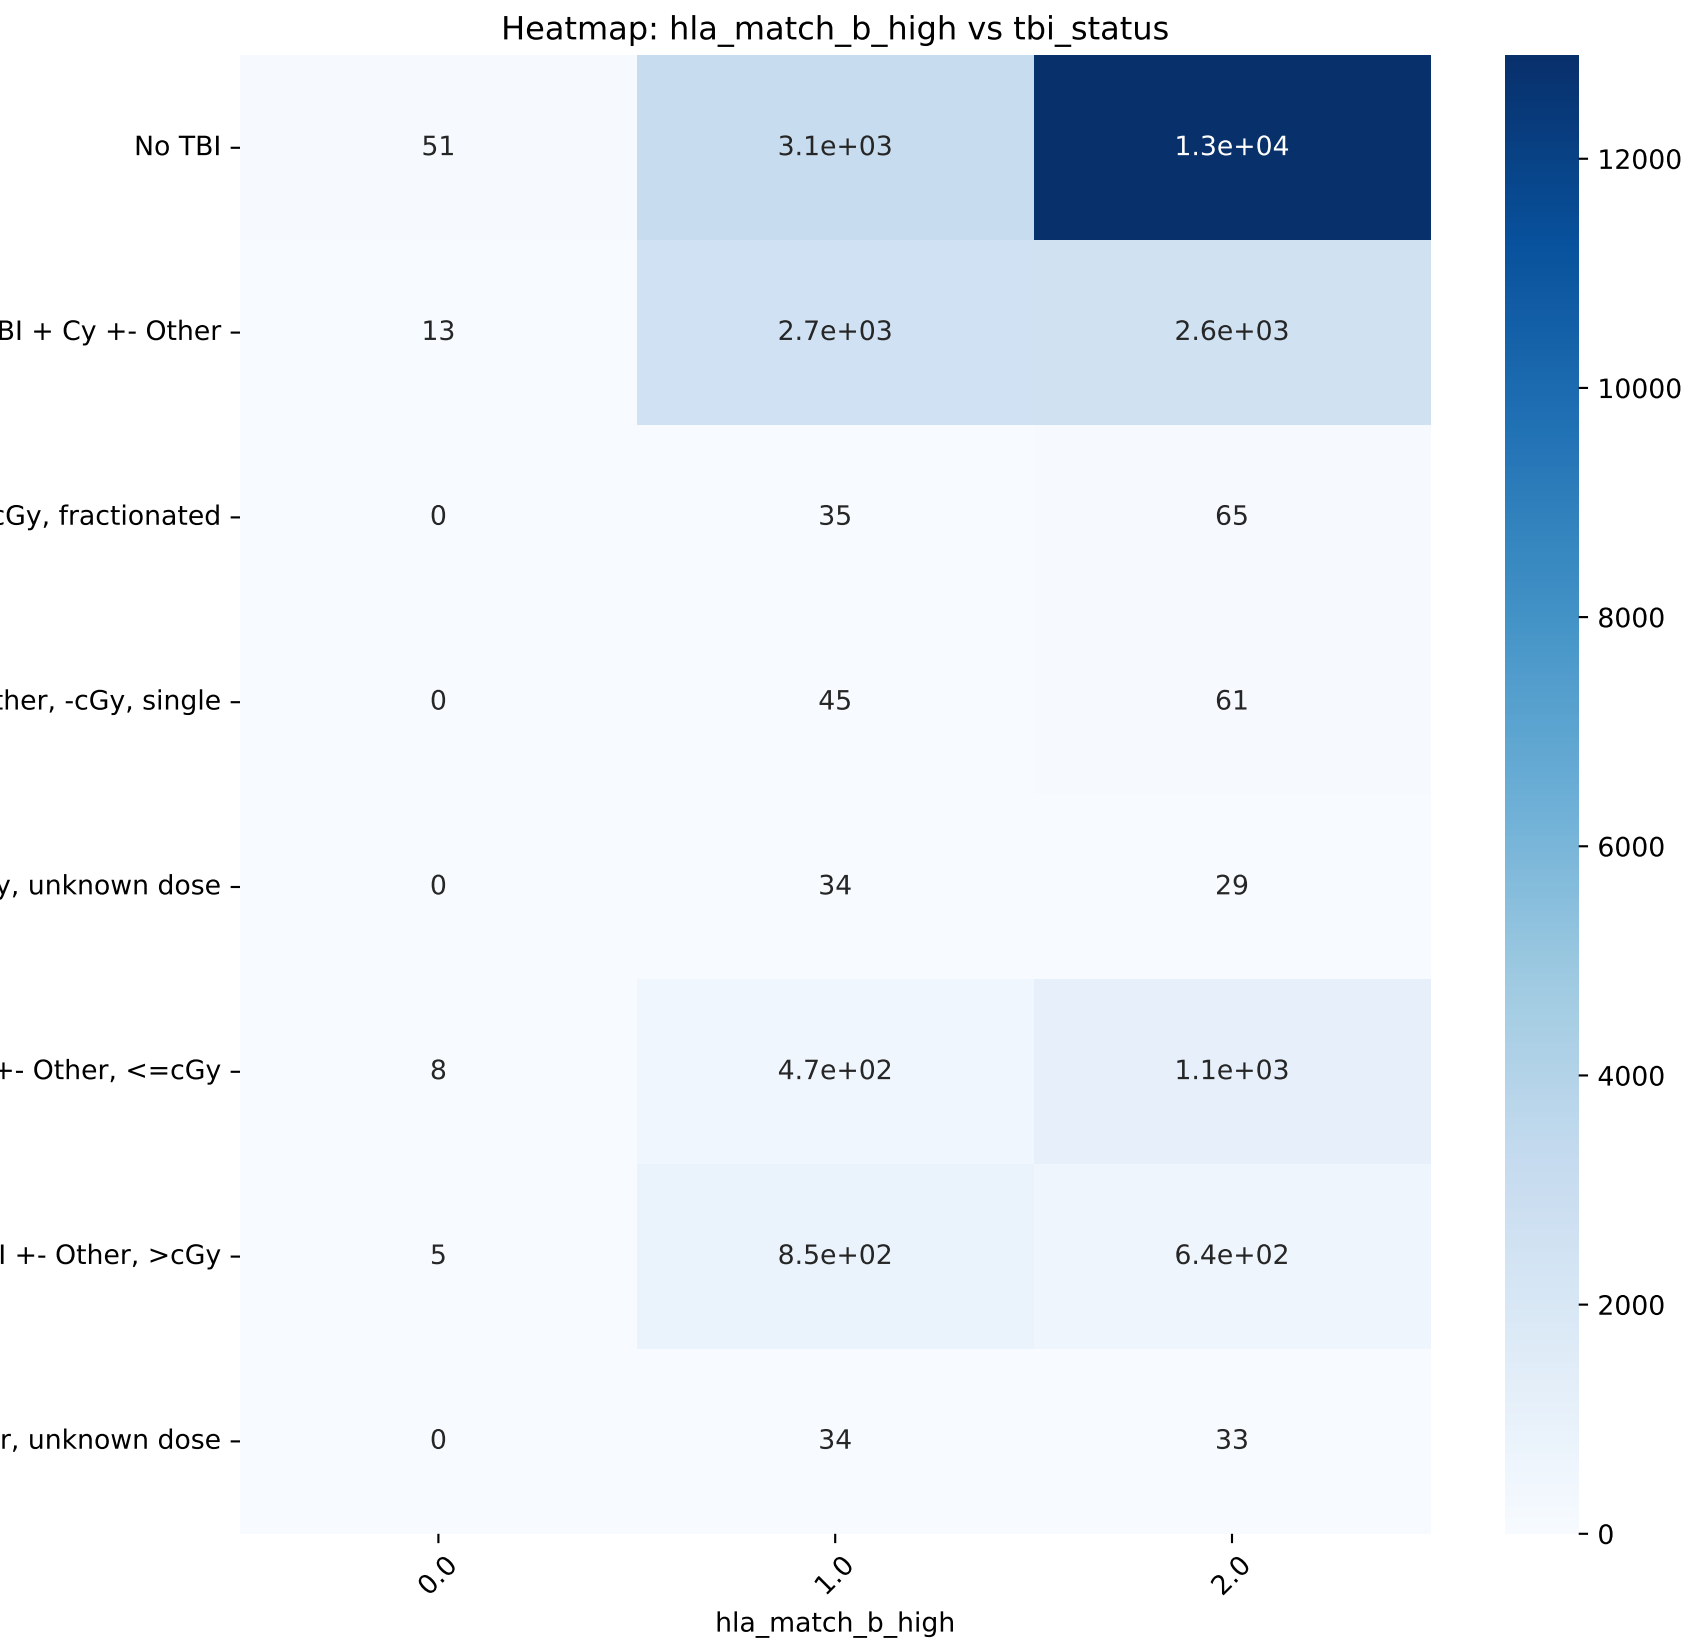 Heatmap: hla_match_b_high vs tbi_status
No TBI 51 3.1e+03 1.3e+04
BI + Cy +- Other 13 2.7e+03 2.6e+03
cGy, fractionated 0 35 65
ther, -cGy, single 0 45 61
y, unknown dose 0 34 29
+- Other, <=cGy 8 4.7e+02 1.1e+03
I +- Other, >cGy 5 8.5e+02 6.4e+02
r, unknown dose 0 34 33
0.0 1.0 2.0
hla_match_b_high
12000
10000
8000
6000
4000
2000
0